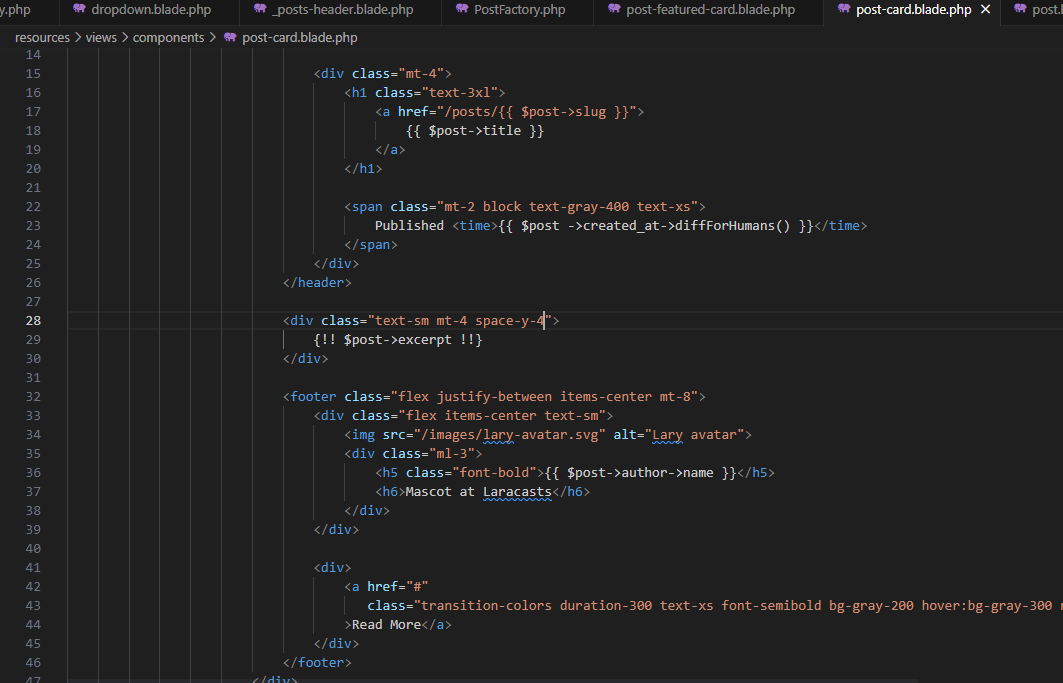 y.php dropdown.blade.php _posts-header.blade.php PostFactory.php post-featured-card.blade.php post-card.blade.php post.
resources > views > components > post-card.blade.php
14
15 <div class="mt-4">
16 <h1 class="text-3xl">
17 <a href="/posts/{{ $post->slug }}">
18 {{ $post->title }}
19 </a>
20 </h1>
21
22 <span class="mt-2 block text-gray-400 text-xs">
23 Published <time>{{ $post ->created_at->diffForHumans() }}</time>
24 </span>
25 </div>
26 </header>
27
28 <div class="text-sm mt-4 space-y-4">
29 {!! $post->excerpt !!}
30 </div>
31
32 <footer class="flex justify-between items-center mt-8">
33 <div class="flex items-center text-sm">
34 <img src="/images/lary-avatar.svg" alt="Lary avatar">
35 <div class="ml-3">
36 <h5 class="font-bold">{{ $post->author->name }}</h5>
37 <h6>Mascot at Laracasts</h6>
38 </div>
39 </div>
40
41 <div>
42 <a href="#"
43 class="transition-colors duration-300 text-xs font-semibold bg-gray-200 hover:bg-gray-300
44 >Read More</a>
45 </div>
46 </footer>
47 </div>